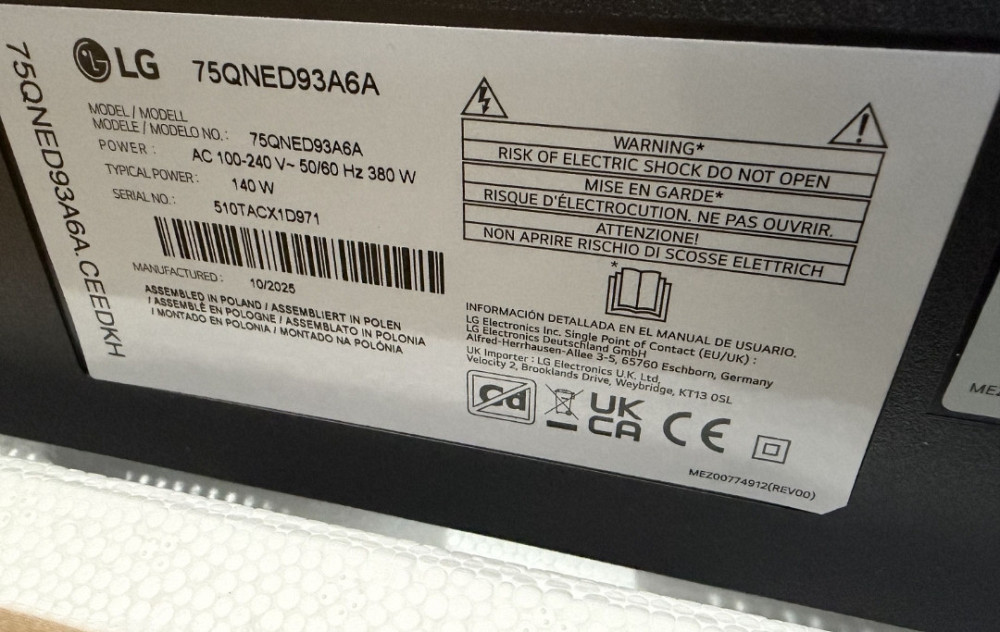 LG 75QNED93A6A
MODEL / MODELL
MODELE / MODELO NO.: 75QNED93A6A
POWER : AC 100-240 V~ 50/60 Hz 380 W
TYPICAL POWER: 140 W
SERIAL NO.: 510TACX1D971
MANUFACTURED : 10/2025
ASSEMBLED IN POLAND / ASSEMBLIERT IN POLEN
/ ASSEMBLÉ EN POLOGNE / ASSEMBLATO IN POLONIA
/ MONTADO EN POLONIA / MONTADO NA POLÓNIA
75QNED93A6A.CEEDKKH
WARNING*
RISK OF ELECTRIC SHOCK DO NOT OPEN
MISE EN GARDE*
RISQUE D'ÉLECTROCUTION. NE PAS OUVRIR.
ATTENZIONE!
NON APRIRE RISCHIO DI SCOSSE ELETTRICH
*
INFORMACIÓN DETALLADA EN EL MANUAL DE USUARIO.
LG Electronics Inc. Single Point of Contact (EU/UK) :
LG Electronics Deutschland GmbH
Alfred-Herrhausen-Allee 3-5, 65760 Eschborn, Germany
UK Importer : LG Electronics U.K. Ltd.
Velocity 2, Brooklands Drive, Weybridge, KT13 0SL
Cd
UK
CA CE
MEZ00774912(REV00)
MEZ